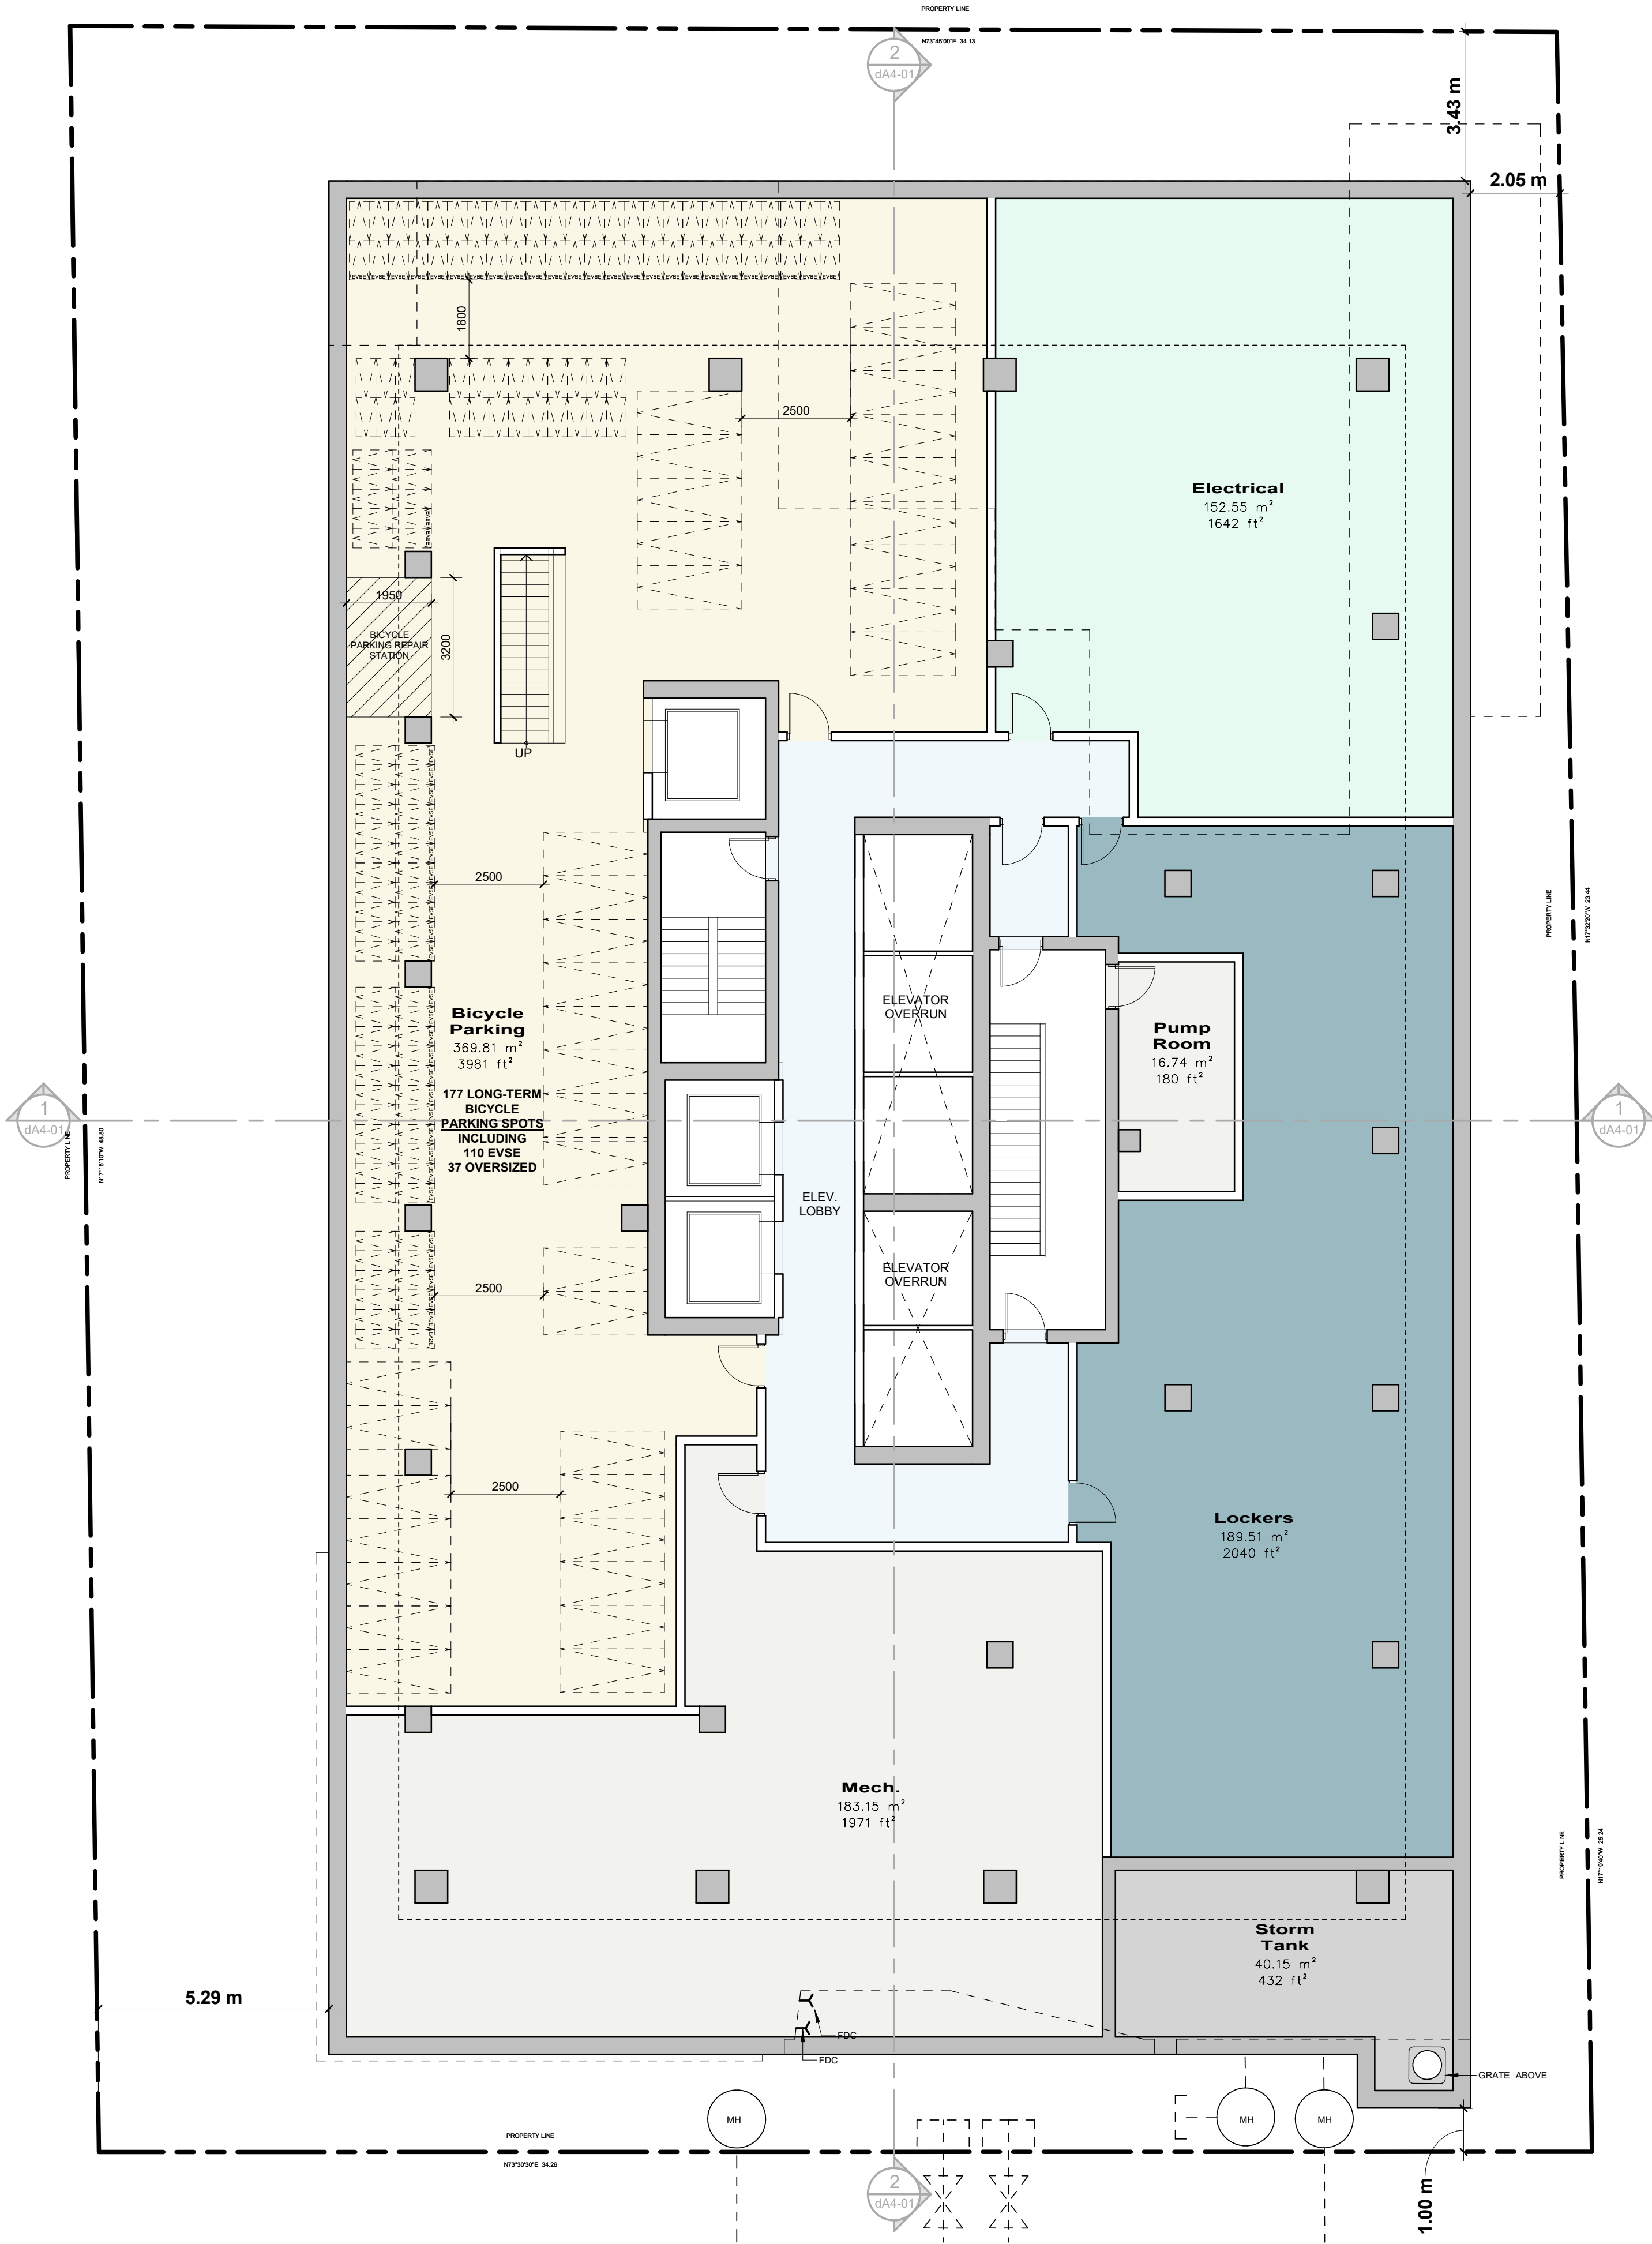 PROPERTY LINE
N73°45'00"E 34.13
2
dA4-01
3.43 m
2.05 m
1800
2500
Electrical
152.55 m²
1642 ft²
1950
BICYCLE
PARKING REPAIR
STATION
3200
UP
2500
PROPERTY LINE
N17°32'20"W 23.44
ELEVATOR
OVERRUN
Bicycle
Parking
369.81 m²
3981 ft²
Pump
Room
16.74 m²
180 ft²
177 LONG-TERM
BICYCLE
PARKING SPOTS
INCLUDING
110 EVSE
37 OVERSIZED
1
dA4-01
1
dA4-01
PROPERTY LINE
N17°15'10"W 48.80
ELEV.
LOBBY
ELEVATOR
OVERRUN
2500
2500
Lockers
189.51 m²
2040 ft²
Mech.
183.15 m²
1971 ft²
PROPERTY LINE
N17°19'40"W 25.24
Storm
Tank
40.15 m²
432 ft²
5.29 m
FDC
FDC
GRATE ABOVE
MH
MH
MH
PROPERTY LINE
N73°30'30"E 34.26
2
dA4-01
1.00 m